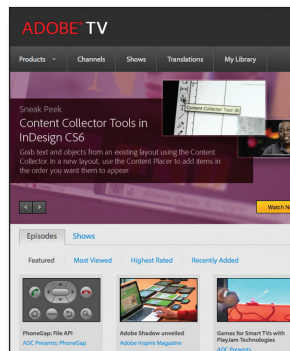 ADOBE® TV
Products Channels Shows Translations My Library
Content Collector Tool (B)
Sneak Peek
Content Collector Tools in
InDesign CS6
Grab text and objects from an existing layout using the Content
Collector. In a new layout, use the Content Placer to add items in
the order you want them to appear.
Watch N
Episodes Shows
Featured Most Viewed Highest Rated Recently Added
PhoneGap: File API
ADC Presents: PhoneGap
Adobe Shadow unveiled
Adobe Inspire Magazine
Games for Smart TVs with
PlayJam Technologies
ADC Presents